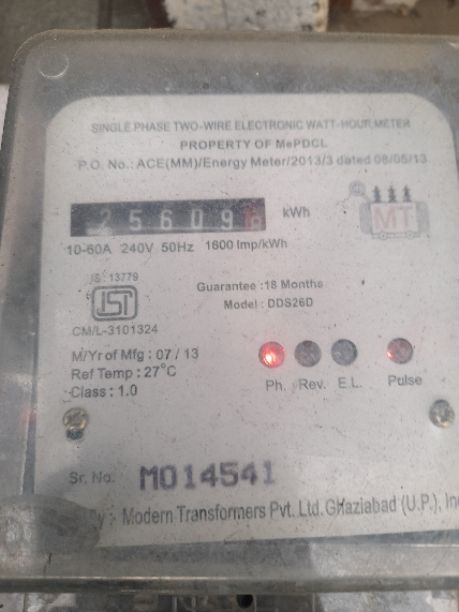 SINGLE PHASE TWO-WIRE ELECTRONIC WATT-HOUR METER
PROPERTY OF MePDCL
P.O. No.: ACE(MM)/Energy Meter/2013/3 dated 08/05/13
25609 kWh
MT
10-60A 240V 50Hz 1600 Imp/kWh
IS: 13779
Guarantee :18 Months
Model : DDS26D
CM/L-3101324
M/Yr of Mfg : 07 / 13
Ref Temp : 27°C
Class : 1.0
Ph. Rev. E.L. Pulse
Sr. No. M014541
By : Modern Transformers Pvt. Ltd. Ghaziabad (U.P.),